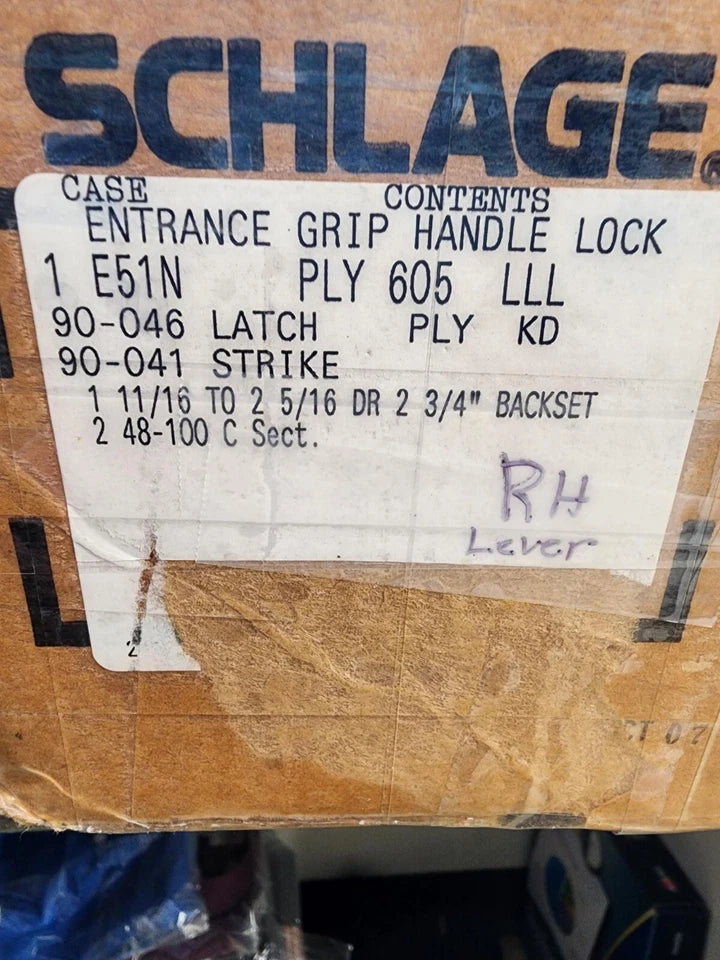 SCHLAGE®
CASE CONTENTS
ENTRANCE GRIP HANDLE LOCK
1 E51N PLY 605 LLL
90-046 LATCH PLY KD
90-041 STRIKE
1 11/16 TO 2 5/16 DR 2 3/4" BACKSET
2 48-100 C Sect.
RH
Lever
2
07